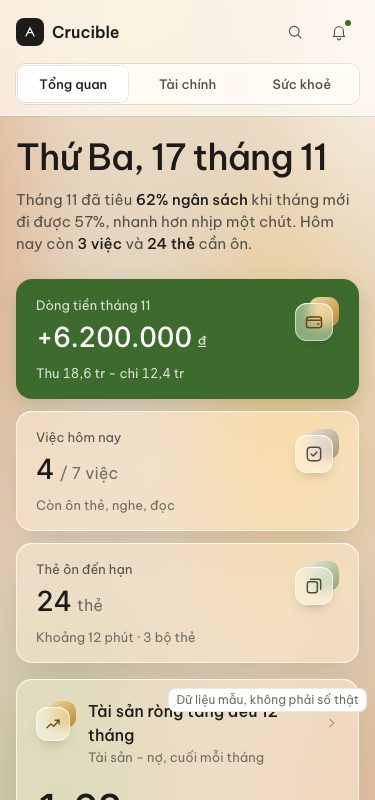 Crucible
Tổng quan
Tài chính
Sức khoẻ
Thứ Ba, 17 tháng 11
Tháng 11 đã tiêu 62% ngân sách khi tháng mới
đi được 57%, nhanh hơn nhịp một chút. Hôm
nay còn 3 việc và 24 thẻ cần ôn.
Dòng tiền tháng 11
+6.200.000 ₫
Thu 18,6 tr – chi 12,4 tr
Việc hôm nay
4 / 7 việc
Còn ôn thẻ, nghe, đọc
Thẻ ôn đến hạn
24 thẻ
Khoảng 12 phút · 3 bộ thẻ
Dữ liệu mẫu, không phải số thật
Tài sản ròng tăng đều 12
tháng
Tài sản – nợ, cuối mỗi tháng